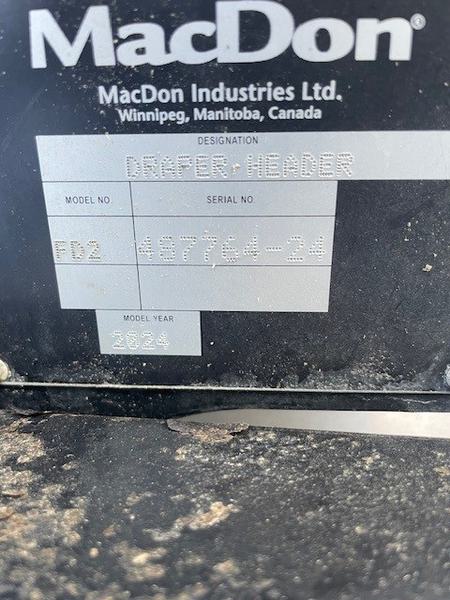 MacDon®
MacDon Industries Ltd.
Winnipeg, Manitoba, Canada
DESIGNATION
DRAPER HEADER
MODEL NO. SERIAL NO.
FD2 487764-24
MODEL YEAR
2024